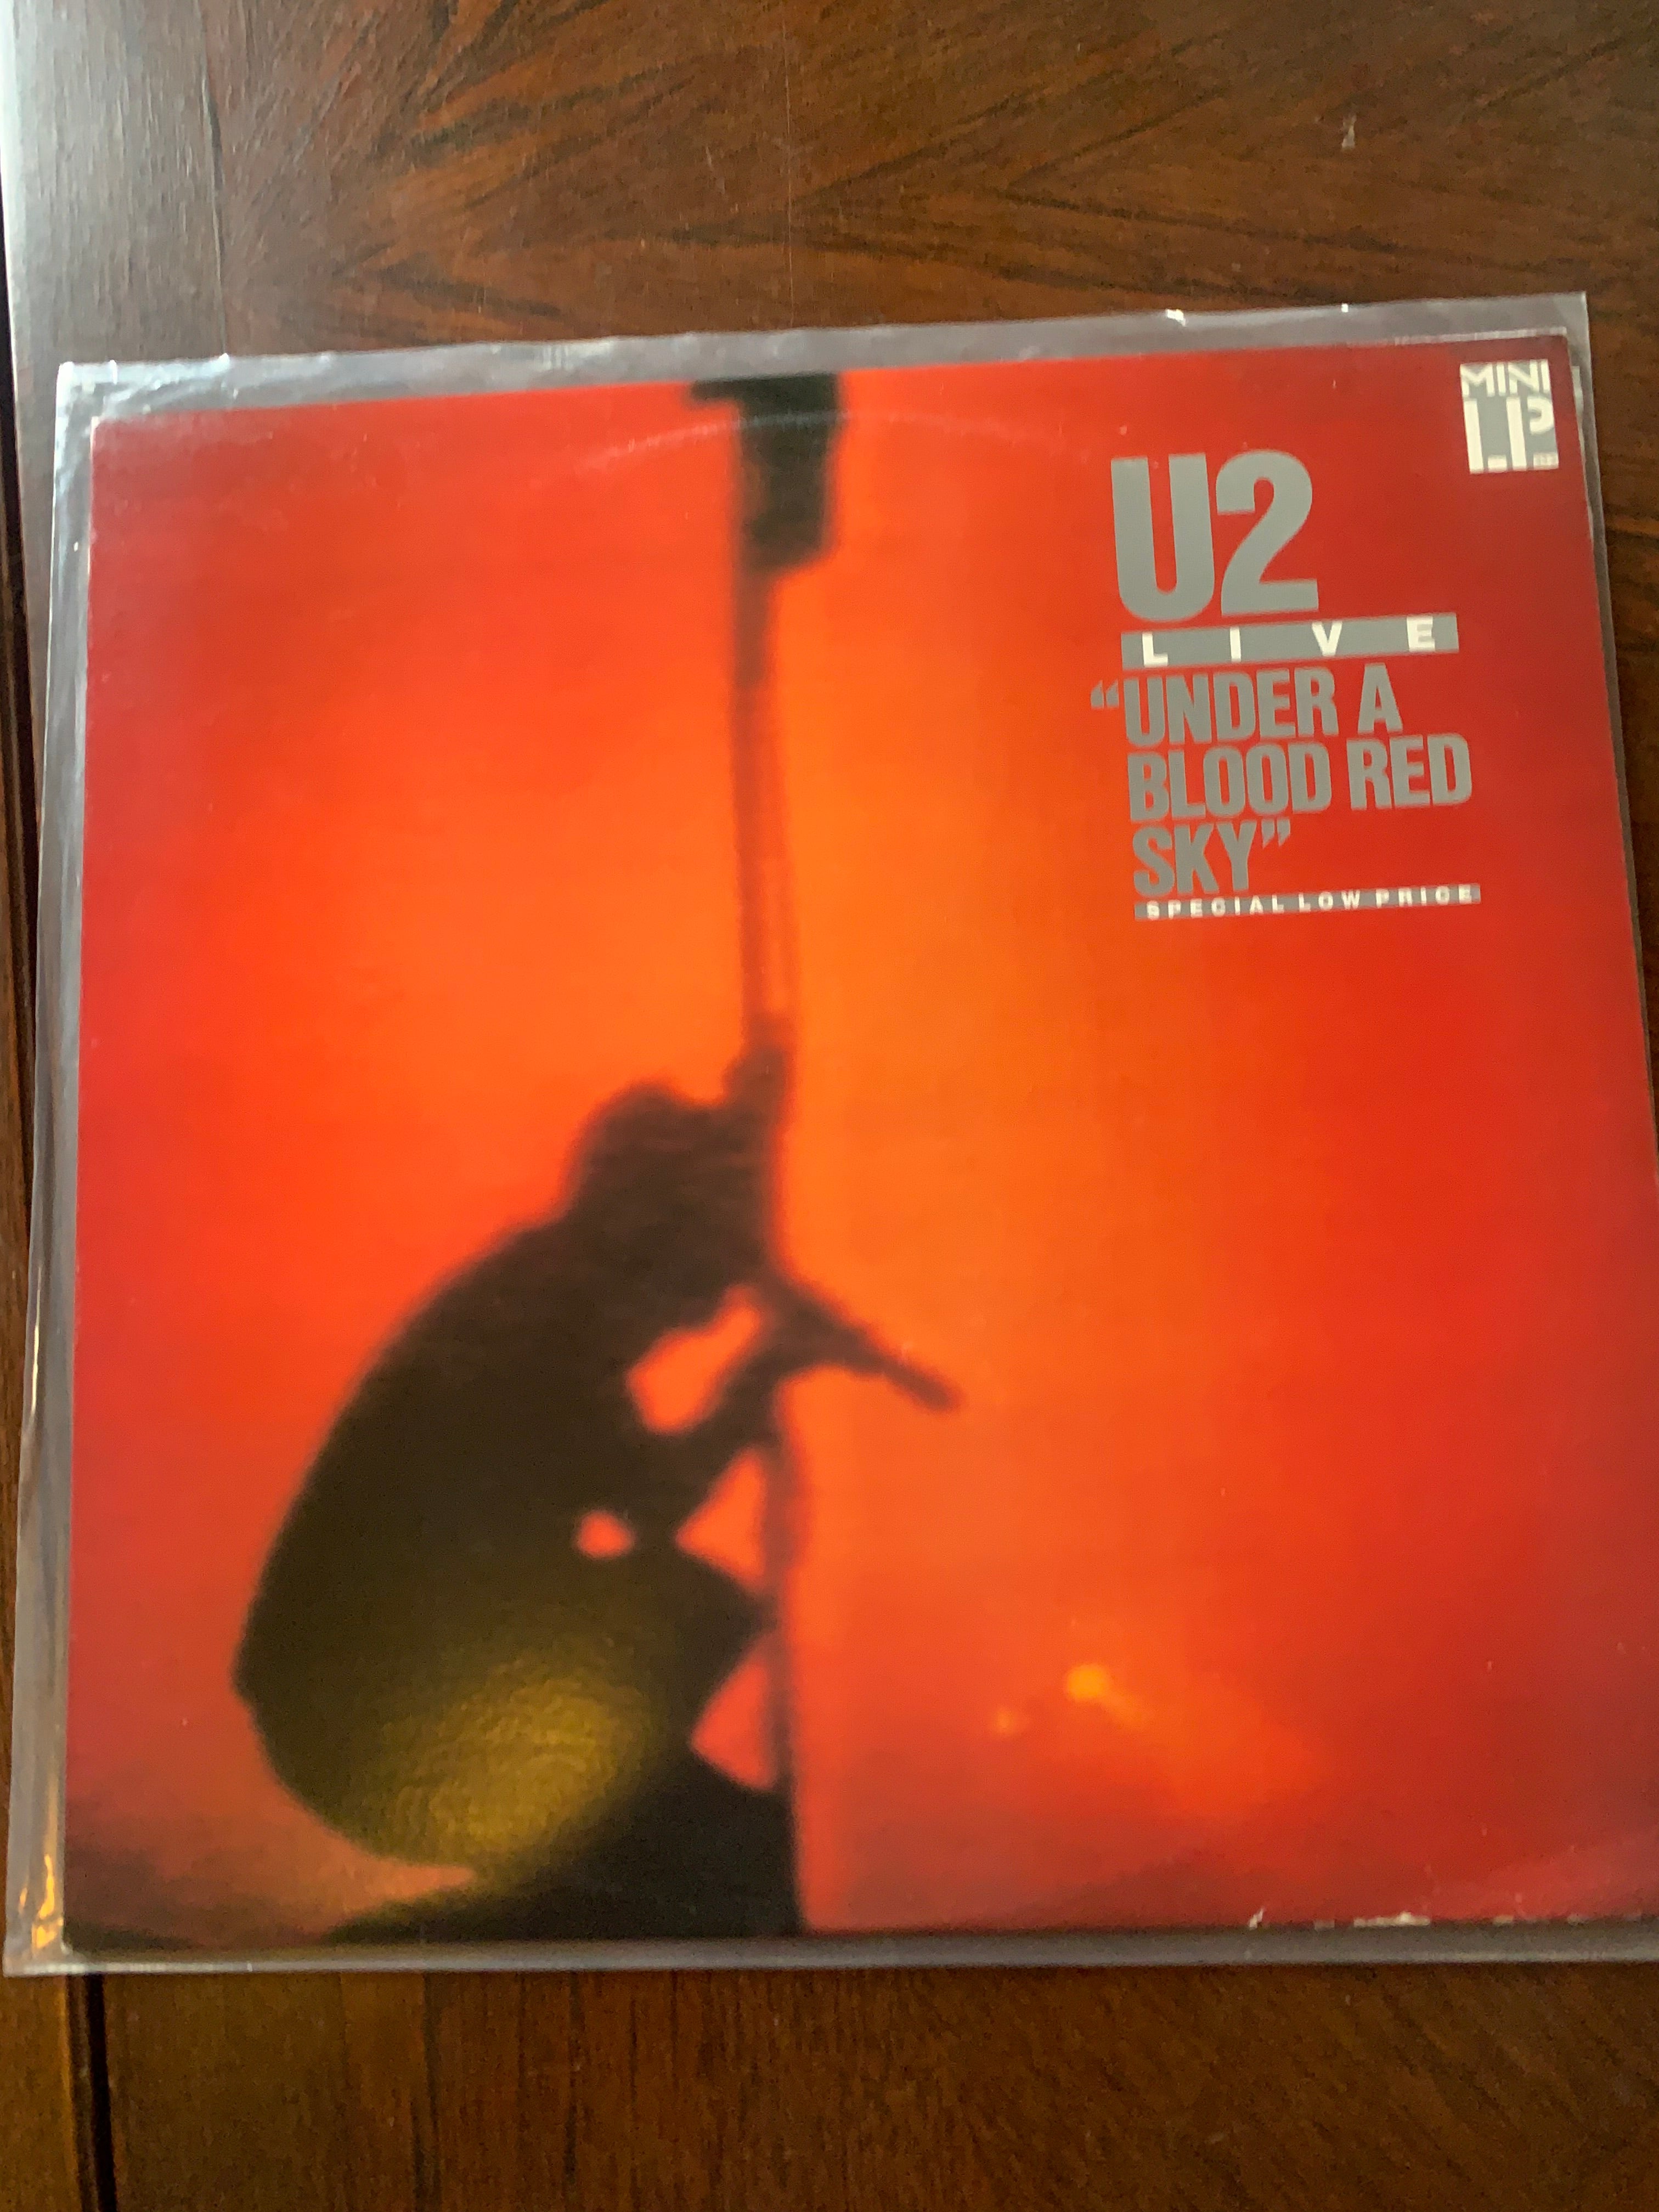 MINI
LP
U2
LIVE
“UNDER A
BLOOD RED
SKY”
SPECIAL LOW PRICE